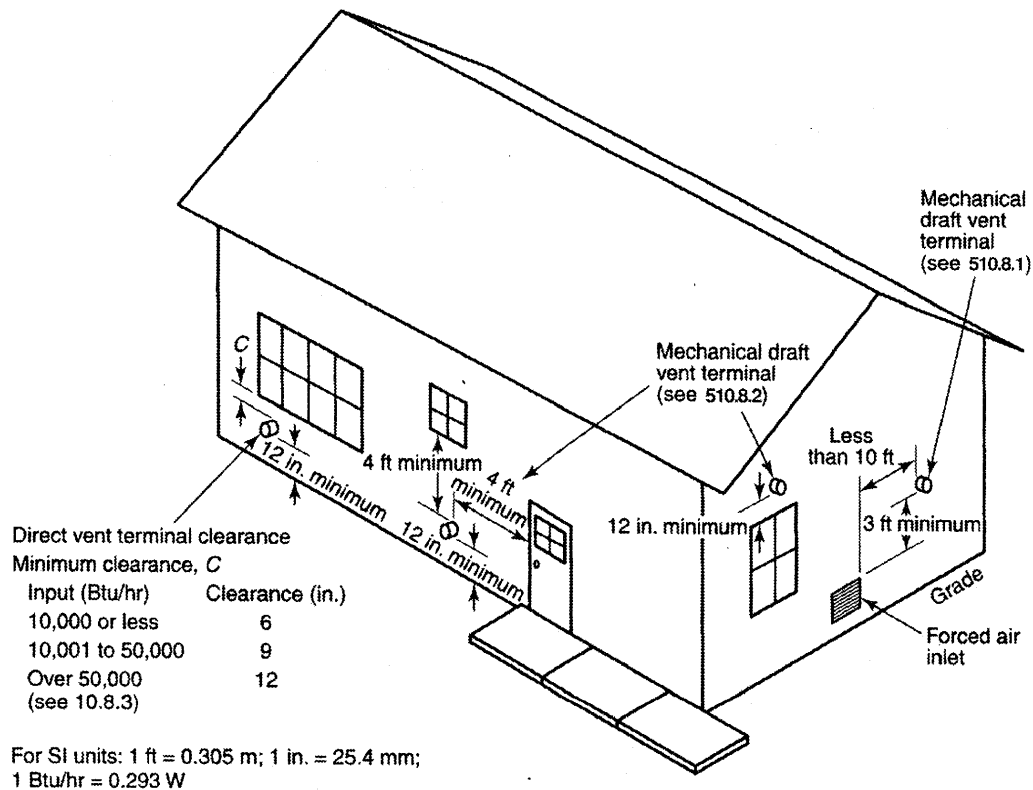 Mechanical
draft vent
terminal
(see 510.8.1)
Mechanical draft
vent terminal
(see 510.8.2)
C
Less
than 10 ft
4 ft minimum
4 ft
minimum
12 in. minimum
12 in. minimum
12 in. minimum
3 ft minimum
Grade
Forced air
inlet
Direct vent terminal clearance
Minimum clearance, C
Input (Btu/hr) Clearance (in.)
10,000 or less 6
10,001 to 50,000 9
Over 50,000 12
(see 10.8.3)
For SI units: 1 ft = 0.305 m; 1 in. = 25.4 mm;
1 Btu/hr = 0.293 W